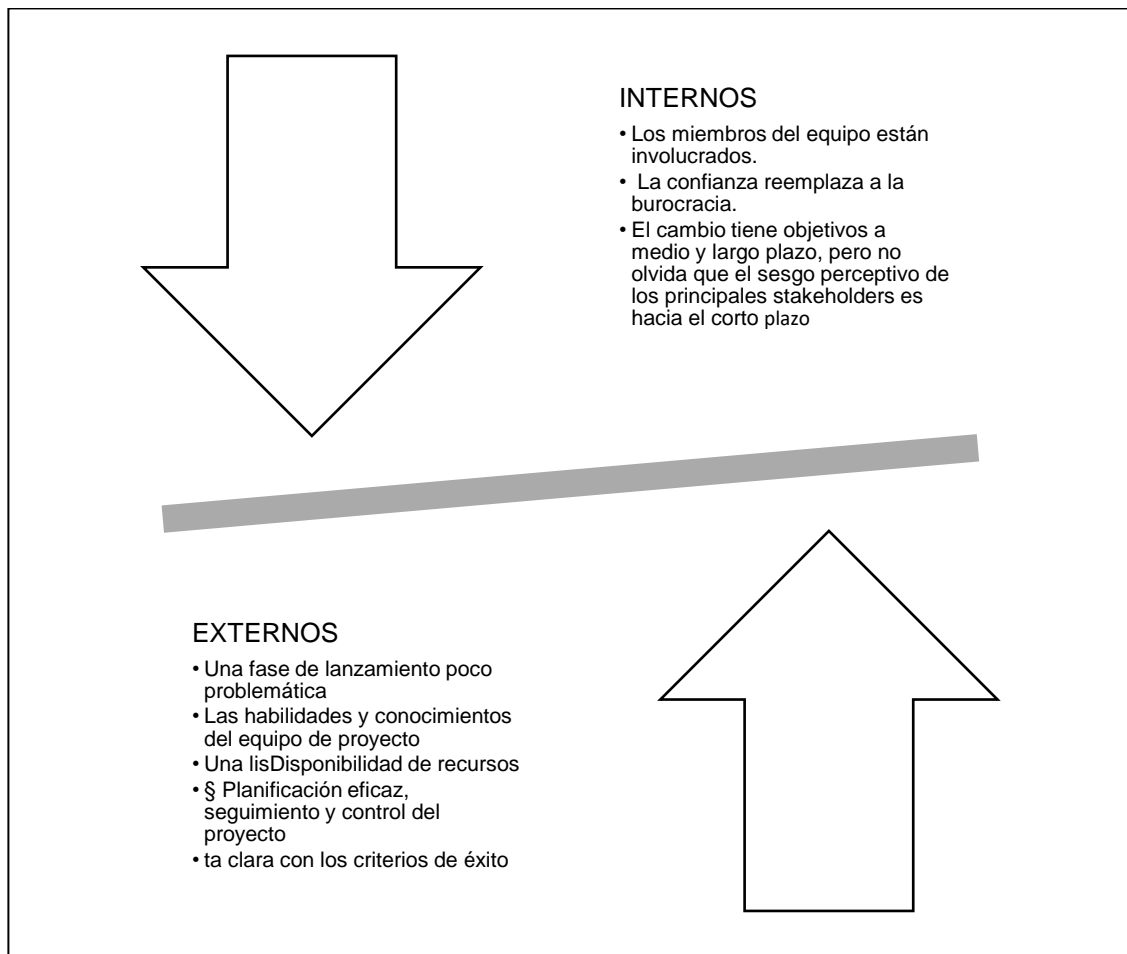 INTERNOS
• Los miembros del equipo están
involucrados.
• La confianza reemplaza a la
burocracia.
• El cambio tiene objetivos a
medio y largo plazo, pero no
olvida que el sesgo perceptivo de
los principales stakeholders es
hacia el corto plazo
EXTERNOS
• Una fase de lanzamiento poco
problemática
• Las habilidades y conocimientos
del equipo de proyecto
• Una lisDisponibilidad de recursos
• § Planificación eficaz,
seguimiento y control del
proyecto
• ta clara con los criterios de éxito